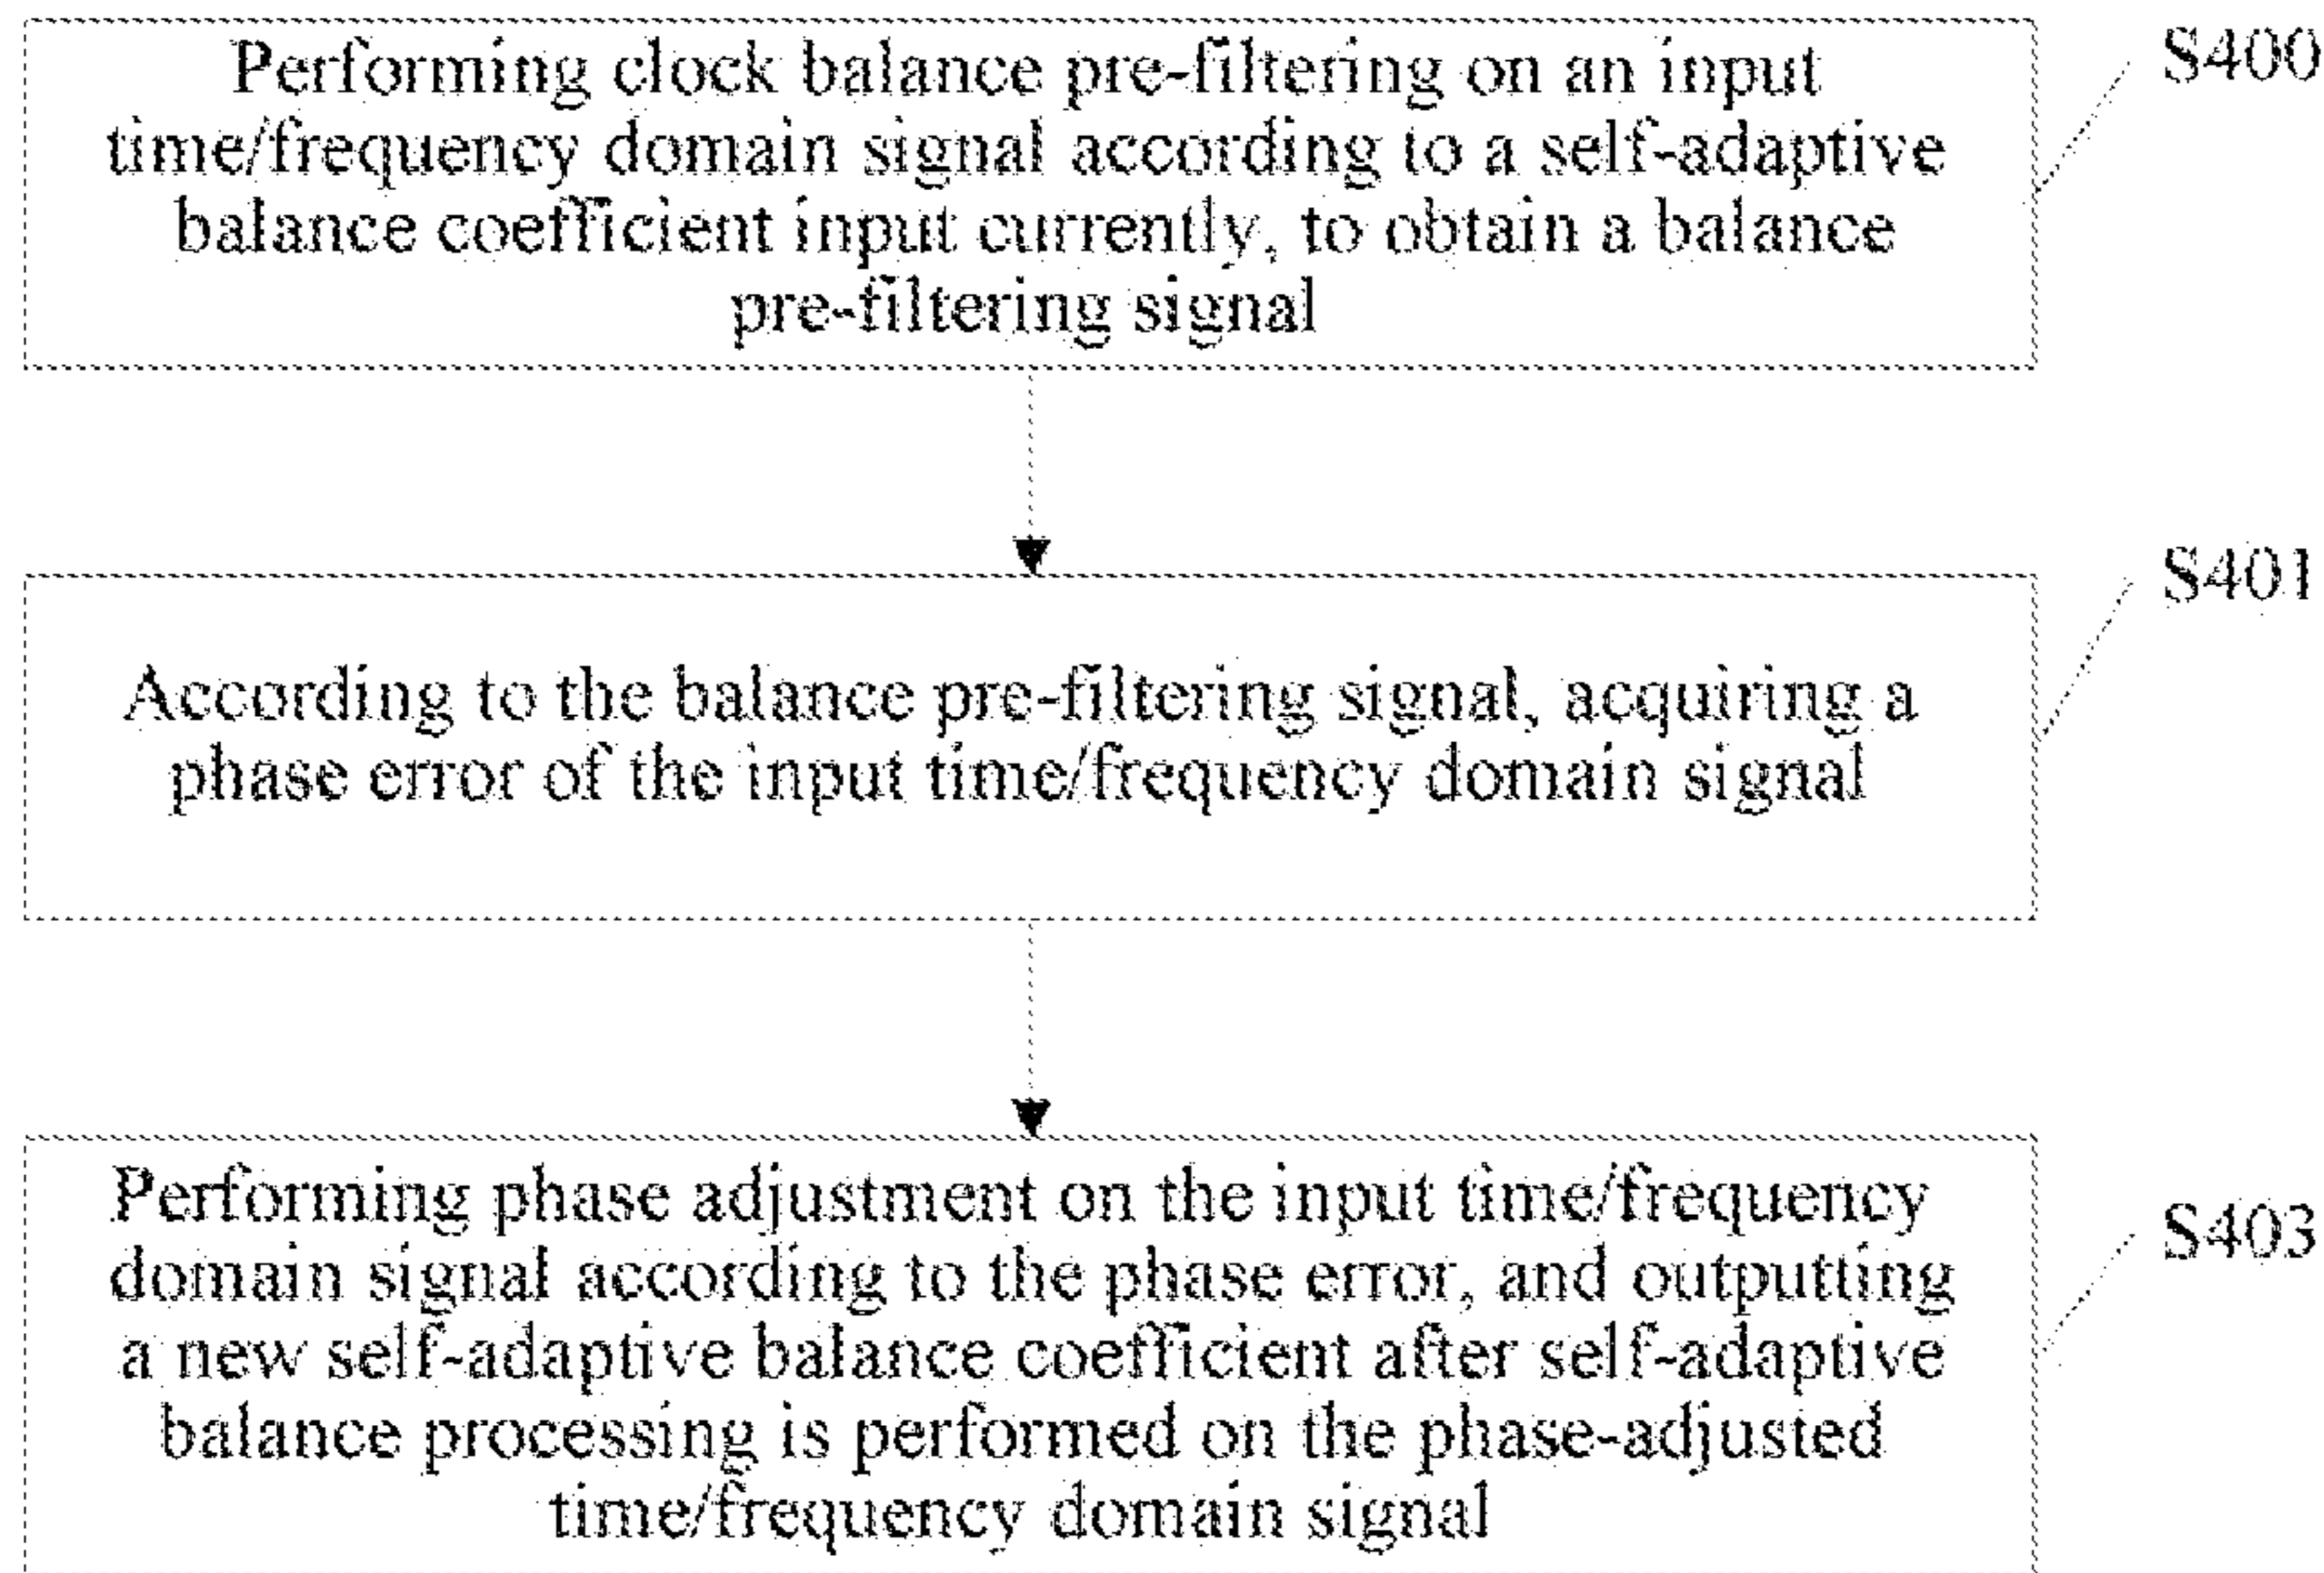 Performing clock balance pre-filtering on an input
time/frequency domain signal according to a self-adaptive
balance coefficient input currently, to obtain a balance
pre-filtering signal
S400
According to the balance pre-filtering signal, acquiring a
phase error of the input time/frequency domain signal
S401
Performing phase adjustment on the input time/frequency
domain signal according to the phase error, and outputting
a new self-adaptive balance coefficient after self-adaptive
balance processing is performed on the phase-adjusted
time/frequency domain signal
S403